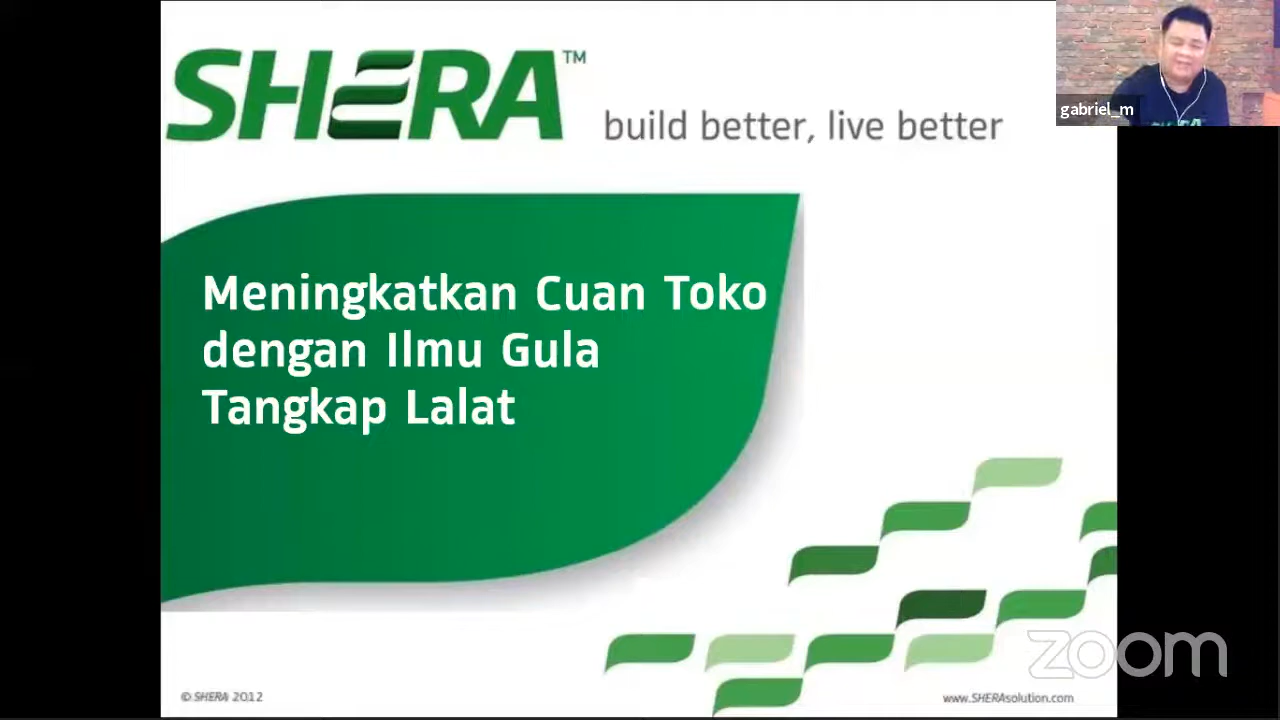 SHERA™
build better, live better
gabriel_m
Meningkatkan Cuan Toko
dengan Ilmu Gula
Tangkap Lalat
© SHERA 2012
www.SHERAsolution.com
zoom